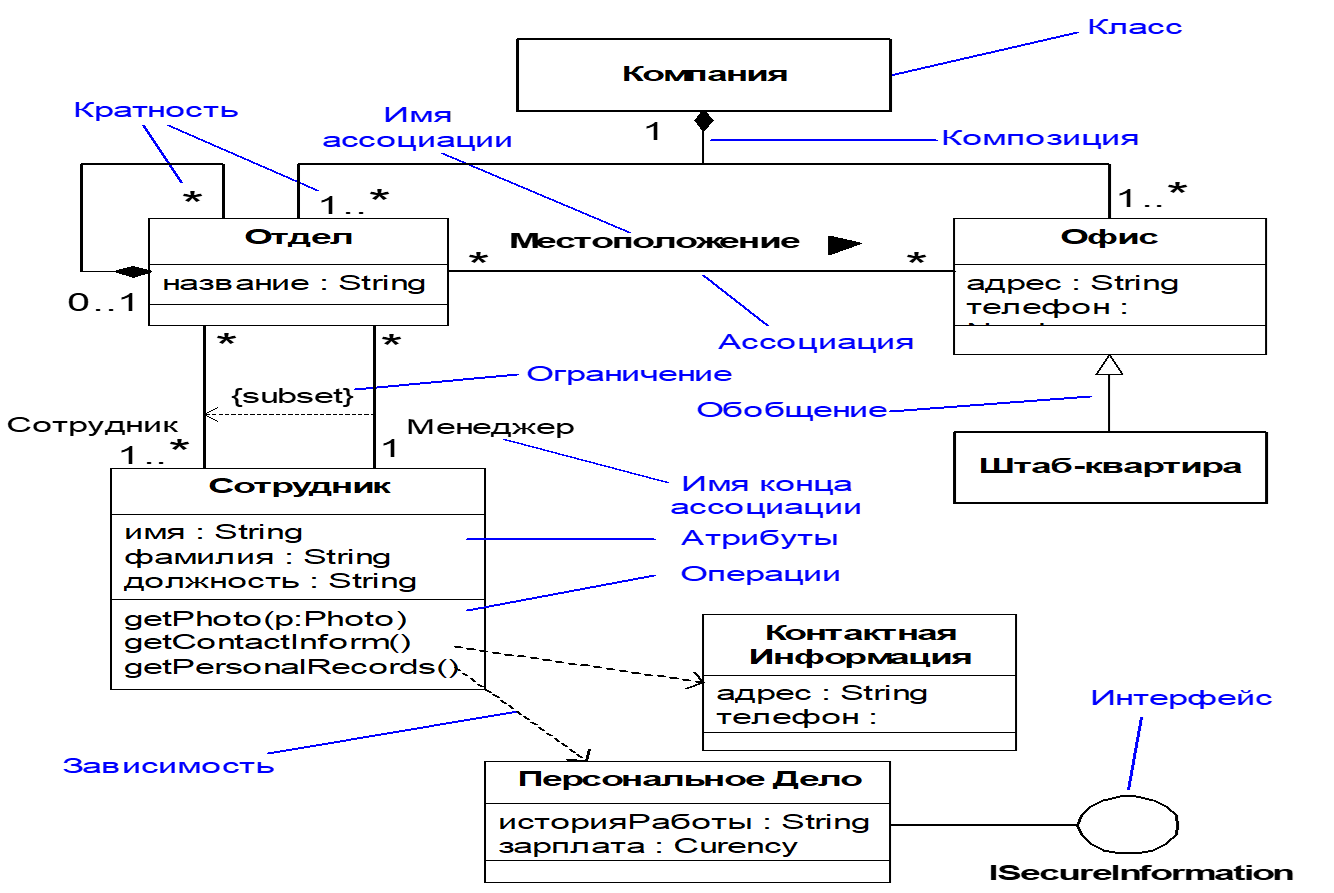 Класс
Компания
Кратность
Имя
ассоциации
1
Композиция
*
1..*
1..*
Отдел
название : String
0..1
Местоположение
*
*
Офис
адрес : String
телефон :
Ассоциация
*
*
{subset}
Ограничение
Обобщение
Сотрудник
1..*
Менеджер
1
Штаб-квартира
Сотрудник
имя : String
фамилия : String
должность : String
getPhoto(p:Photo)
getContactInform()
getPersonalRecords()
Имя конца
ассоциации
Атрибуты
Операции
Контактная
Информация
адрес : String
телефон :
Интерфейс
Зависимость
Персональное Дело
историяРаботы : String
зарплата : Curency
ISecureInformation